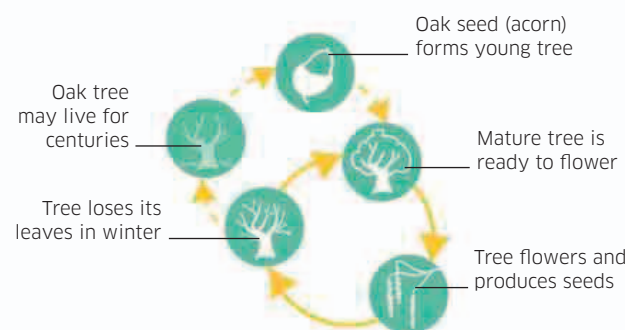 Oak seed (acorn)
forms young tree
Oak tree
may live for
centuries
Mature tree is
ready to flower
Tree loses its
leaves in winter
Tree flowers and
produces seeds